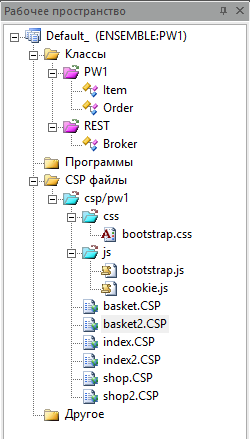 Рабочее пространство
Default_ (ENSEMBLE:PW1)
Классы
PW1
Item
Order
REST
Broker
Программы
CSP файлы
csp/pw1
css
bootstrap.css
js
bootstrap.js
cookie.js
basket.CSP
basket2.CSP
index.CSP
index2.CSP
shop.CSP
shop2.CSP
Другое